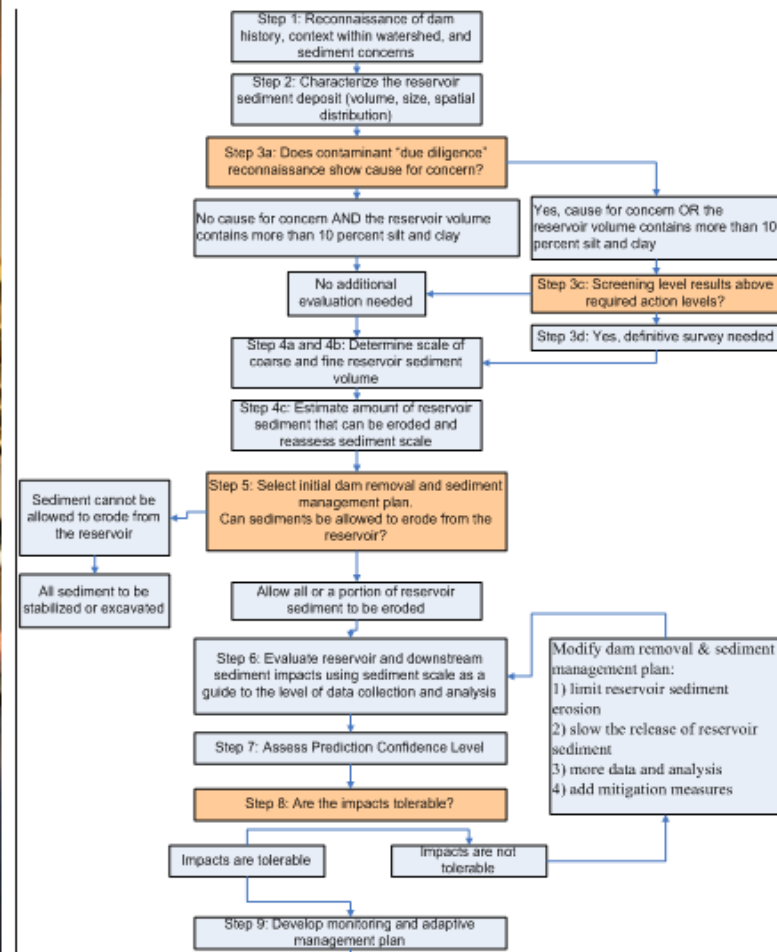 Step 1: Reconnaissance of dam
history, context within watershed, and
sediment concerns
Step 2: Characterize the reservoir
sediment deposit (volume, size, spatial
distribution)
Step 3a: Does contaminant "due diligence"
reconnaissance show cause for concern?
No cause for concern AND the reservoir volume
contains more than 10 percent silt and clay
Yes, cause for concern OR the
reservoir volume contains more than 10
percent silt and clay
No additional
evaluation needed
Step 3c: Screening level results above
required action levels?
Step 3d: Yes, definitive survey needed
Step 4a and 4b: Determine scale of
coarse and fine reservoir sediment
volume
Step 4c: Estimate amount of reservoir
sediment that can be eroded and
reassess sediment scale
Step 5: Select initial dam removal and sediment
management plan.
Can sediments be allowed to erode from the
reservoir?
Sediment cannot be
allowed to erode from
the reservoir
All sediment to be
stabilized or excavated
Allow all or a portion of reservoir
sediment to be eroded
Step 6: Evaluate reservoir and downstream
sediment impacts using sediment scale as a
guide to the level of data collection and analysis
Modify dam removal & sediment
management plan:
1) limit reservoir sediment
erosion
2) slow the release of reservoir
sediment
3) more data and analysis
4) add mitigation measures
Step 7: Assess Prediction Confidence Level
Step 8: Are the impacts tolerable?
Impacts are tolerable
Impacts are not
tolerable
Step 9: Develop monitoring and adaptive
management plan